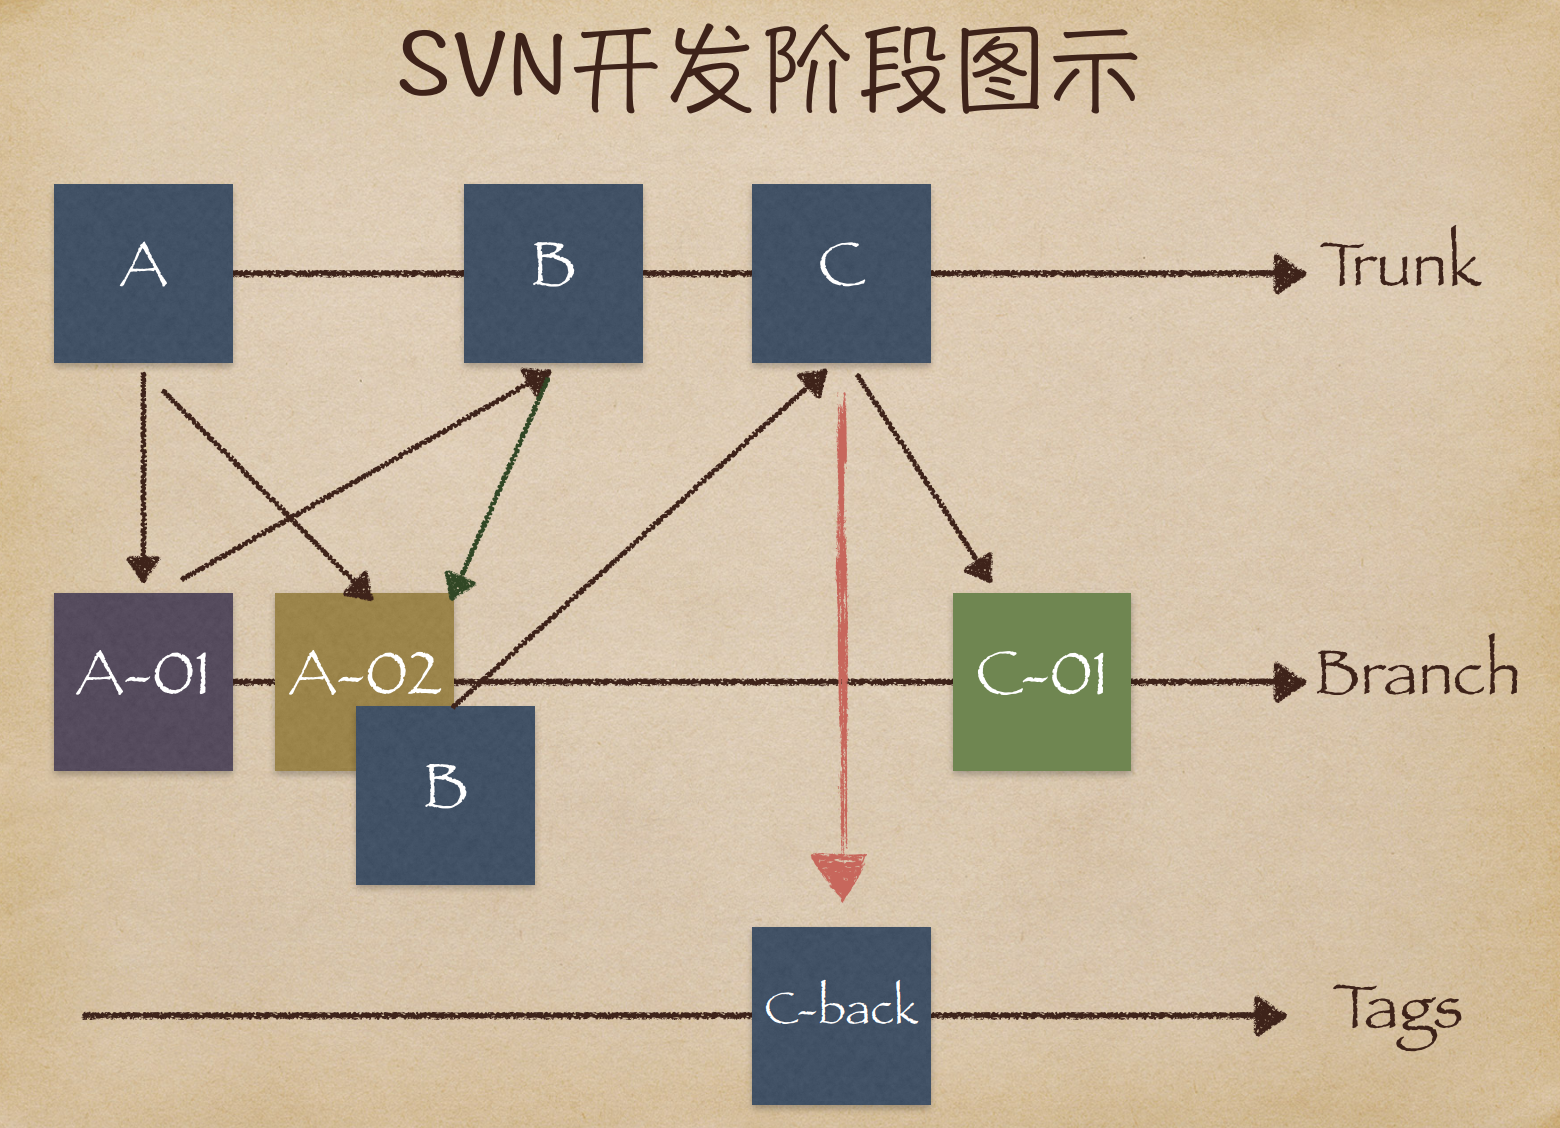 SVN开发阶段图示
A
B
C
Trunk
A-01
A-02
C-01
Branch
B
C-back
Tags